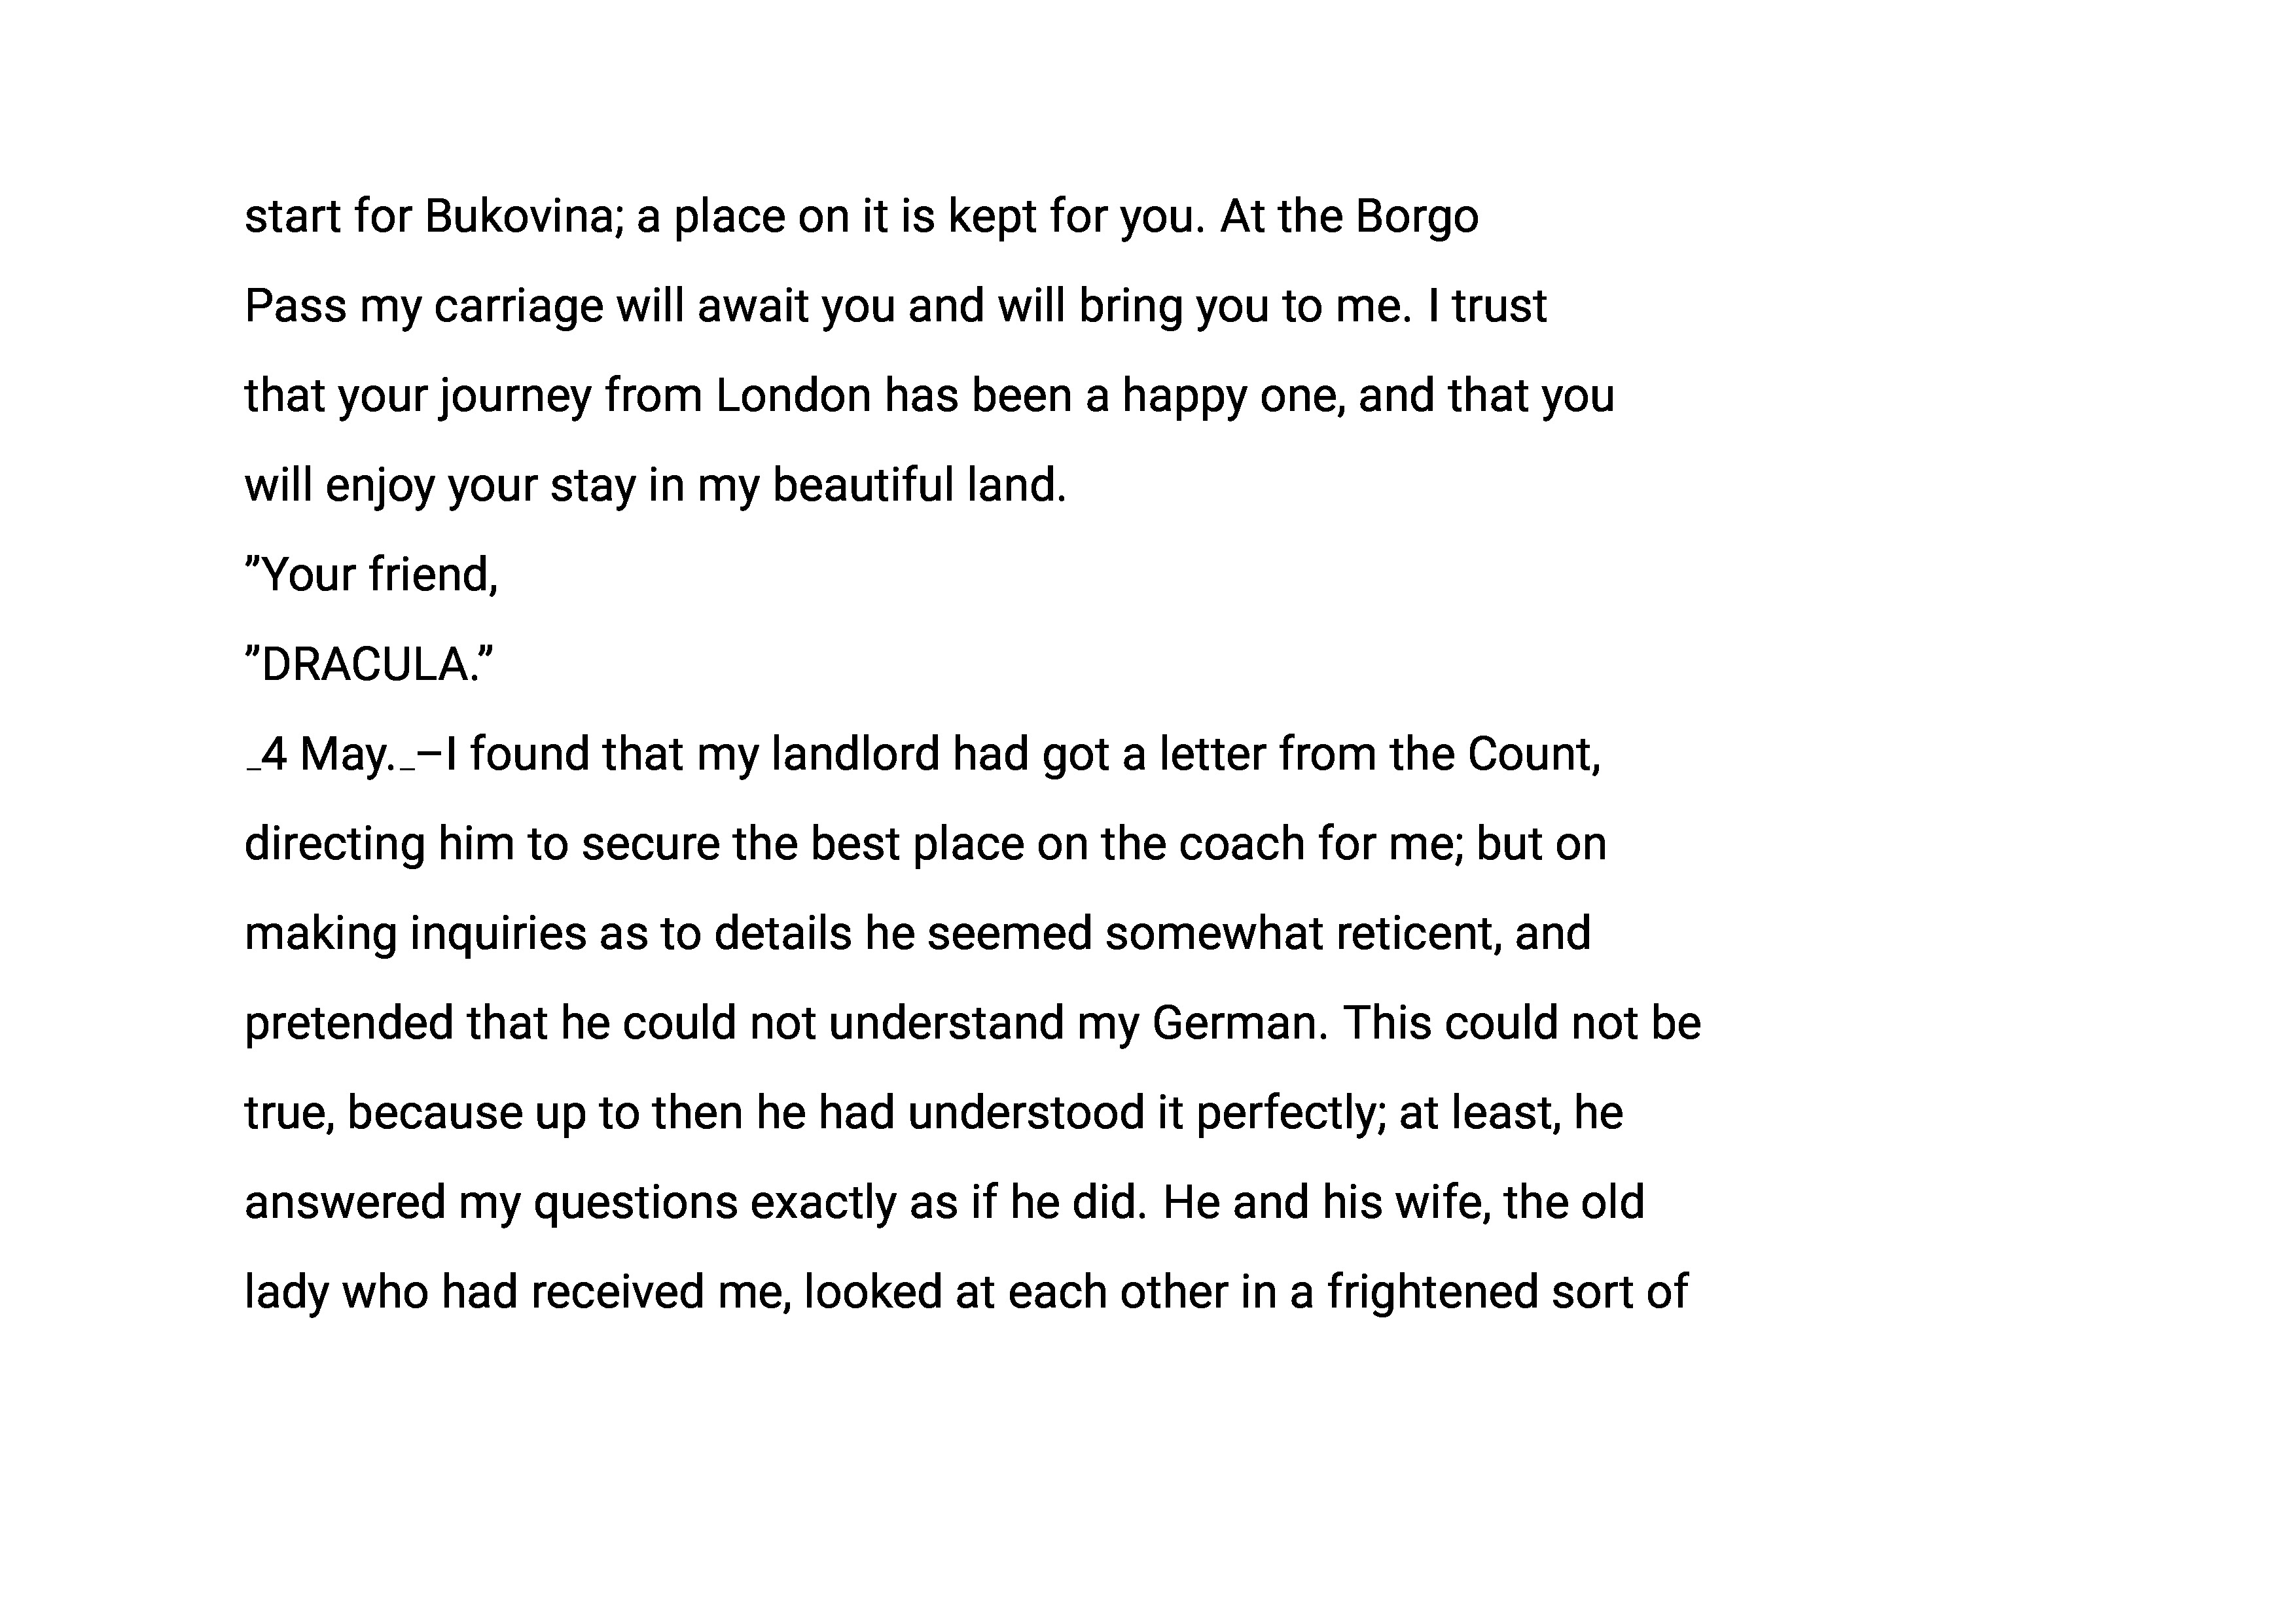 start for Bukovina; a place on it is kept for you. At the Borgo
Pass my carriage will await you and will bring you to me. I trust
that your journey from London has been a happy one, and that you
will enjoy your stay in my beautiful land.
”Your friend,
”DRACULA.”
_4 May._–I found that my landlord had got a letter from the Count,
directing him to secure the best place on the coach for me; but on
making inquiries as to details he seemed somewhat reticent, and
pretended that he could not understand my German. This could not be
true, because up to then he had understood it perfectly; at least, he
answered my questions exactly as if he did. He and his wife, the old
lady who had received me, looked at each other in a frightened sort of